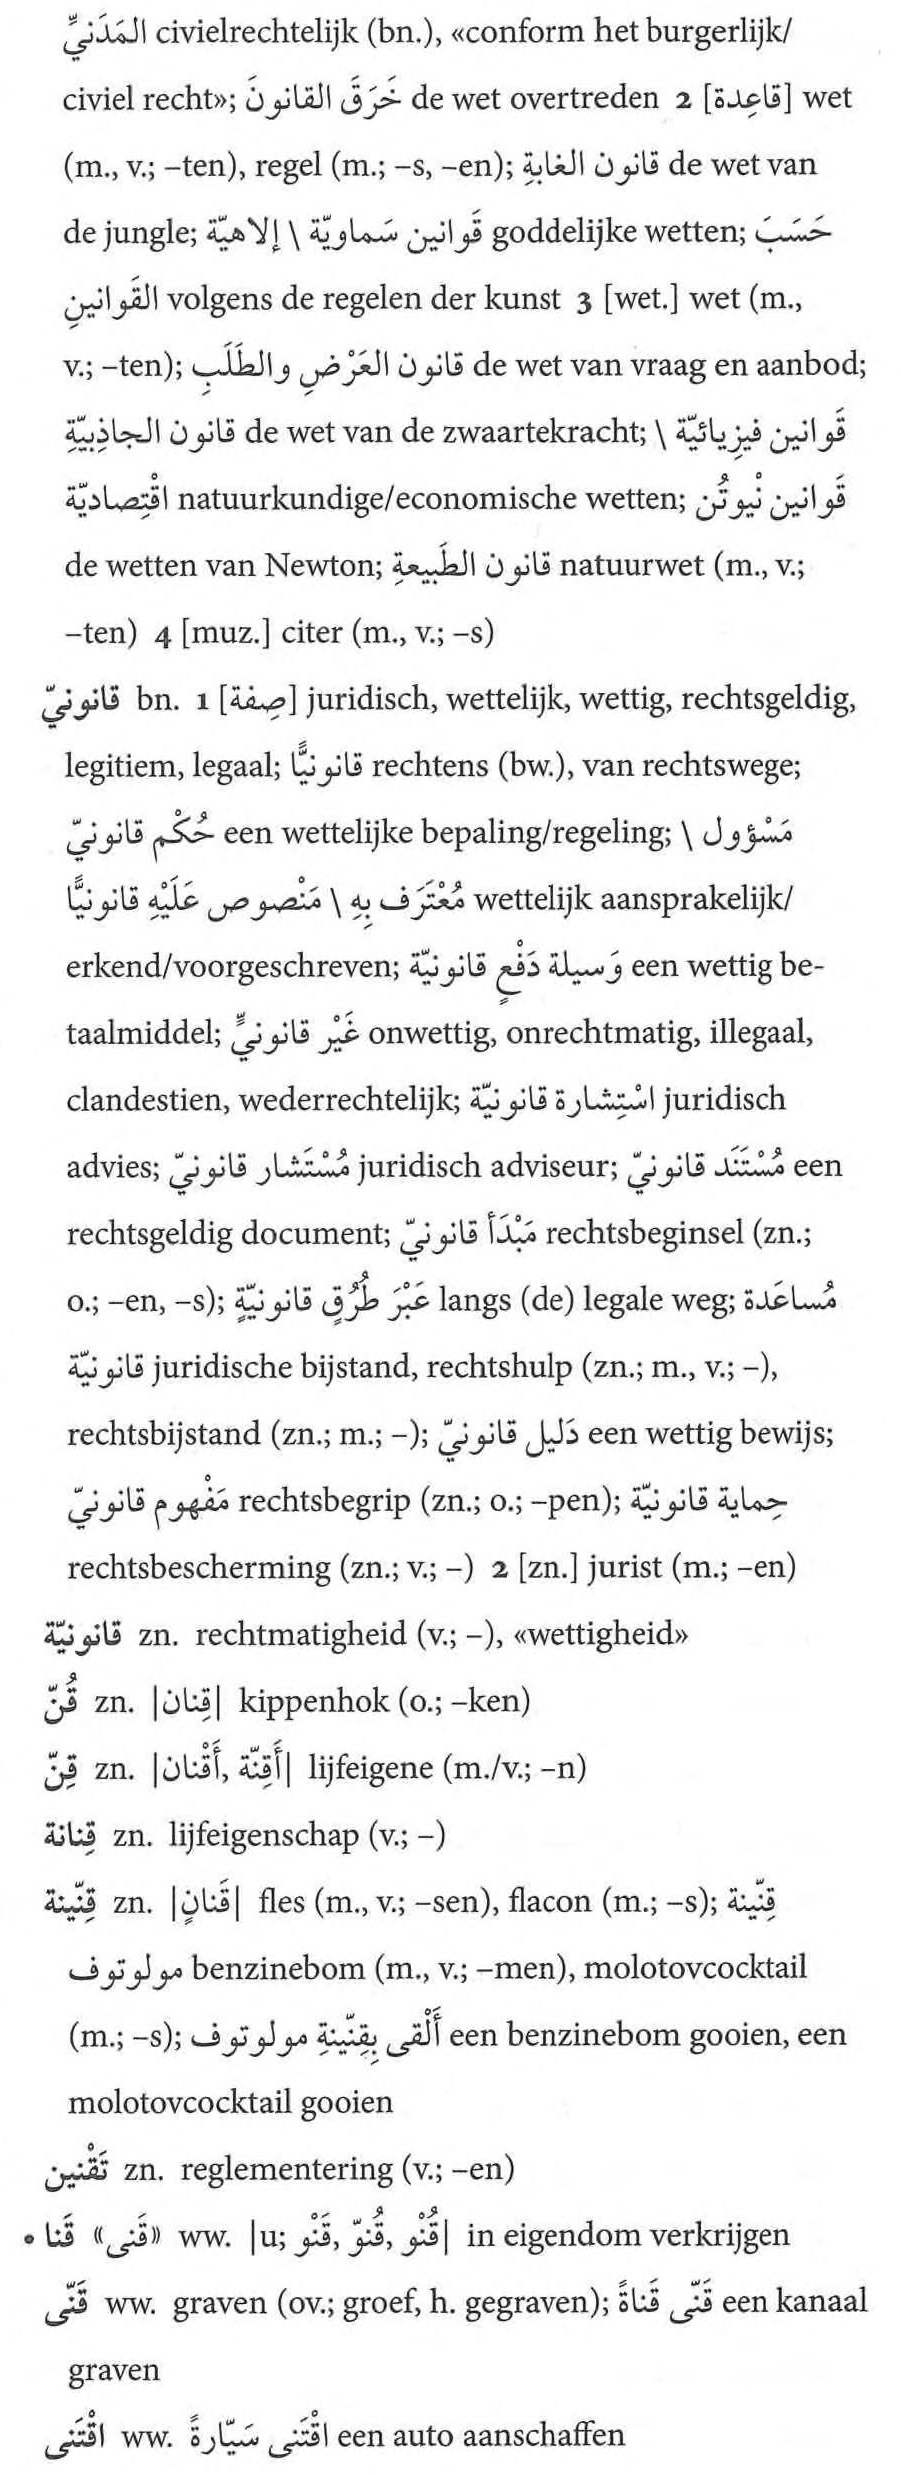 المَدَنيِّ civielrechtelijk (bn.), «conform het burgerlijk/
civiel recht»; خَرَقَ القانونَ de wet overtreden 2 [قاعِدة] wet
(m., v.; –ten), regel (m.; –s, –en); قانون الغابةِ de wet van
de jungle; قَوانين سَماويّة \ إلاهيّة goddelijke wetten; حَسَبَ
القَوانينِ volgens de regelen der kunst 3 [wet.] wet (m.,
v.; –ten); قانون العَرْضِ والطَلَبِ de wet van vraag en aanbod;
قانون الجاذِبيّةِ de wet van de zwaartekracht; \ قَوانين فيزيائيّة
اقْتِصاديّة natuurkundige/economische wetten; قَوانين نْيوتُن
de wetten van Newton; قانون الطَبيعةِ natuurwet (m., v.;
–ten) 4 [muz.] citer (m., v.; –s)
قانونيّ bn. 1 [صِفة] juridisch, wettelijk, wettig, rechtsgeldig,
legitiem, legaal; قانونيًّا rechtens (bw.), van rechtswege;
حُكْم قانونيّ een wettelijke bepaling/regeling; \ مَسْؤول
مُعْتَرَف بِهِ \ مَنْصوص عَلَيْهِ قانونيًّا wettelijk aansprakelijk/
erkend/voorgeschreven; وَسيلة دَفْعٍ قانونيّة een wettig be-
taalmiddel; غَيْر قانونيٍّ onwettig, onrechtmatig, illegaal,
clandestien, wederrechtelijk; اسْتِشارة قانونيّة juridisch
advies; مُسْتَشار قانونيّ juridisch adviseur; مُسْتَنَد قانونيّ een
rechtsgeldig document; مَبْدَأ قانونيّ rechtsbeginsel (zn.;
o.; –en, –s); عَبْرَ طُرُقٍ قانونيّةٍ langs (de) legale weg; مُساعَدة
قانونيّة juridische bijstand, rechtshulp (zn.; m., v.; –),
rechtsbijstand (zn.; m.; –); دَليل قانونيّ een wettig bewijs;
مَفْهوم قانونيّ rechtsbegrip (zn.; o.; –pen); حِماية قانونيّة
rechtsbescherming (zn.; v.; –) 2 [zn.] jurist (m.; –en)
قانونيّة zn. rechtmatigheid (v.; –), «wettigheid»
قُنّ zn. |قِنان| kippenhok (o.; –ken)
قِنّ zn. |أَقْنان, أَقِنّة| lijfeigene (m./v.; –n)
قِنانة zn. lijfeigenschap (v.; –)
قِنّينة zn. |قَنانٍ| fles (m., v.; –sen), flacon (m.; –s); قِنّينة
مولوتوف benzinebom (m., v.; –men), molotovcocktail
(m.; –s); أَلْقى بِقِنّينةِ مولوتوف een benzinebom gooien, een
molotovcocktail gooien
تَقْنين zn. reglementering (v.; –en)
• قَنا «قَنى» ww. |u; قَنْو, قُنُوّ, قُنْو| in eigendom verkrijgen
قَنّى ww. graven (ov.; groef, h. gegraven); قَنّى قَناةً een kanaal
graven
اقْتَنى ww. اقْتَنى سَيّارةً een auto aanschaffen